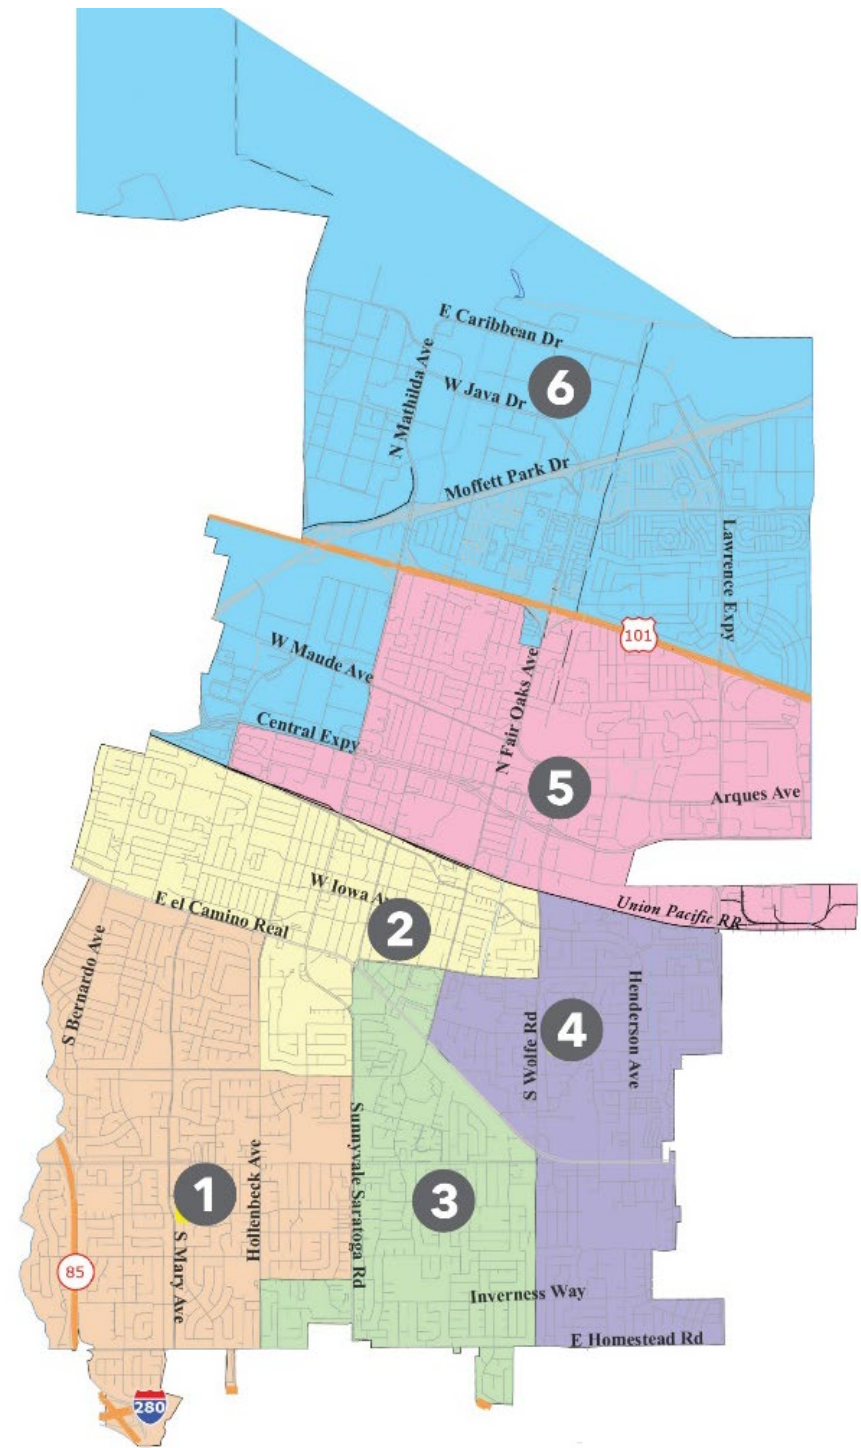 E Caribbean Dr
6
N Mathilda Ave
W Java Dr
Moffett Park Dr
Lawrence Expy
101
W Maude Ave
N Fair Oaks Ave
Central Expy
5
Arques Ave
W Iowa A
E el Camino Real
2
Union Pacific RR
S Bernardo Ave
4
Henderson Ave
S Wolfe Rd
1
Hollenbeck Ave
Sunnyvale Saratoga Rd
3
S Mary Ave
85
Inverness Way
E Homestead Rd
280